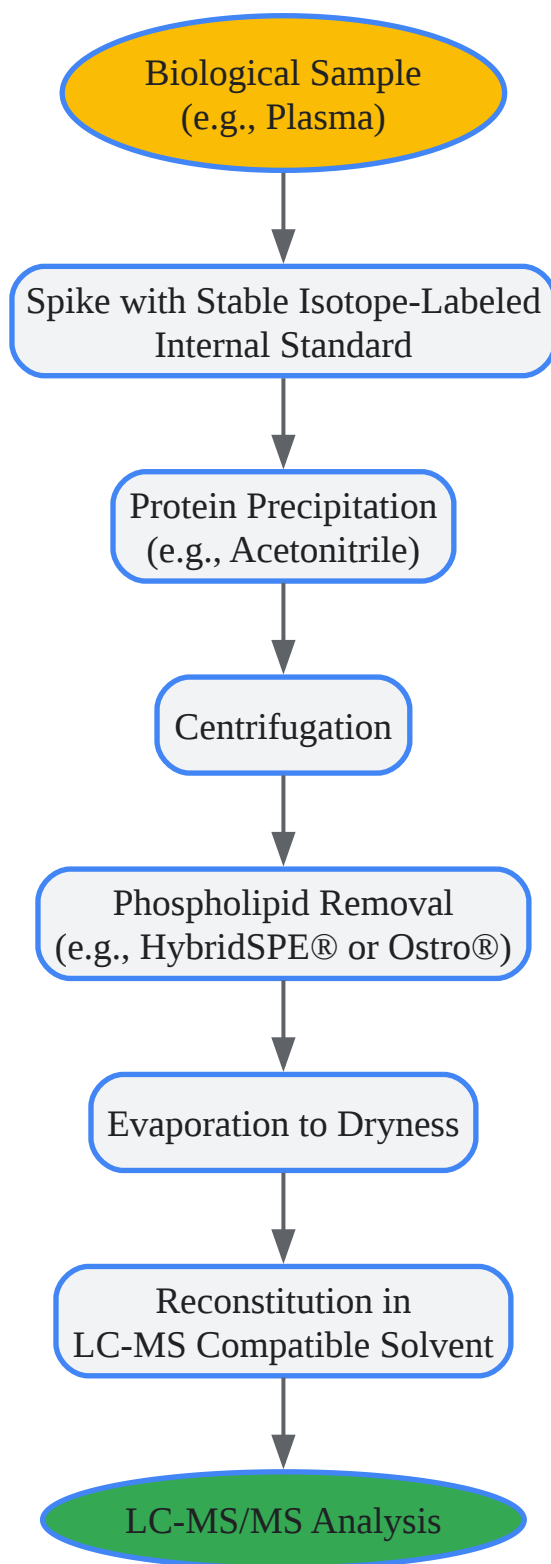 Biological Sample
(e.g., Plasma)
Spike with Stable Isotope-Labeled
Internal Standard
Protein Precipitation
(e.g., Acetonitrile)
Centrifugation
Phospholipid Removal
(e.g., HybridSPE® or Ostro®)
Evaporation to Dryness
Reconstitution in
LC-MS Compatible Solvent
LC-MS/MS Analysis